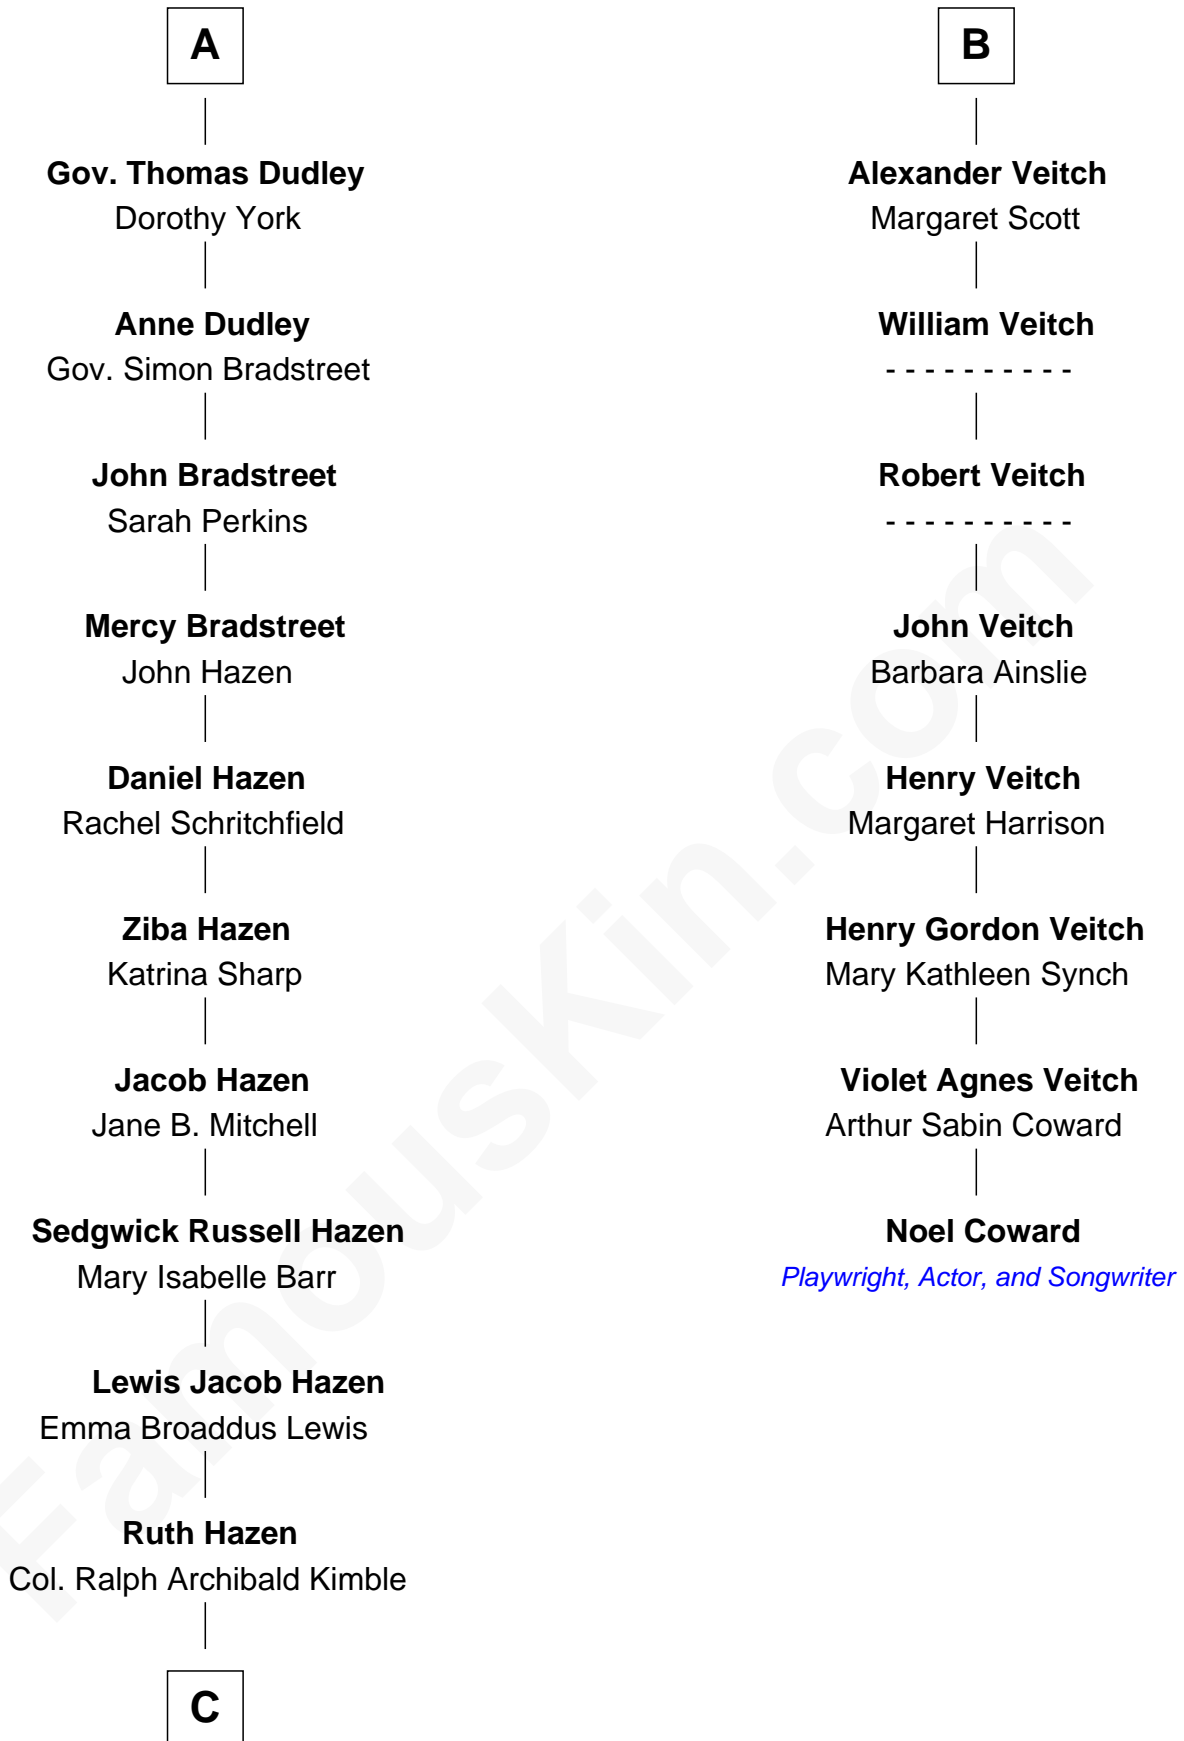 A
Gov. Thomas Dudley
Dorothy York
Anne Dudley
Gov. Simon Bradstreet
John Bradstreet
Sarah Perkins
Mercy Bradstreet
John Hazen
Daniel Hazen
Rachel Schritchfield
Ziba Hazen
Katrina Sharp
Jacob Hazen
Jane B. Mitchell
Sedgwick Russell Hazen
Mary Isabelle Barr
Lewis Jacob Hazen
Emma Broaddus Lewis
Ruth Hazen
Col. Ralph Archibald Kimble
C
B
Alexander Veitch
Margaret Scott
William Veitch
- - - - - - - - - -
Robert Veitch
- - - - - - - - - -
John Veitch
Barbara Ainslie
Henry Veitch
Margaret Harrison
Henry Gordon Veitch
Mary Kathleen Synch
Violet Agnes Veitch
Arthur Sabin Coward
Noel Coward
Playwright, Actor, and Songwriter
FamousKin.com